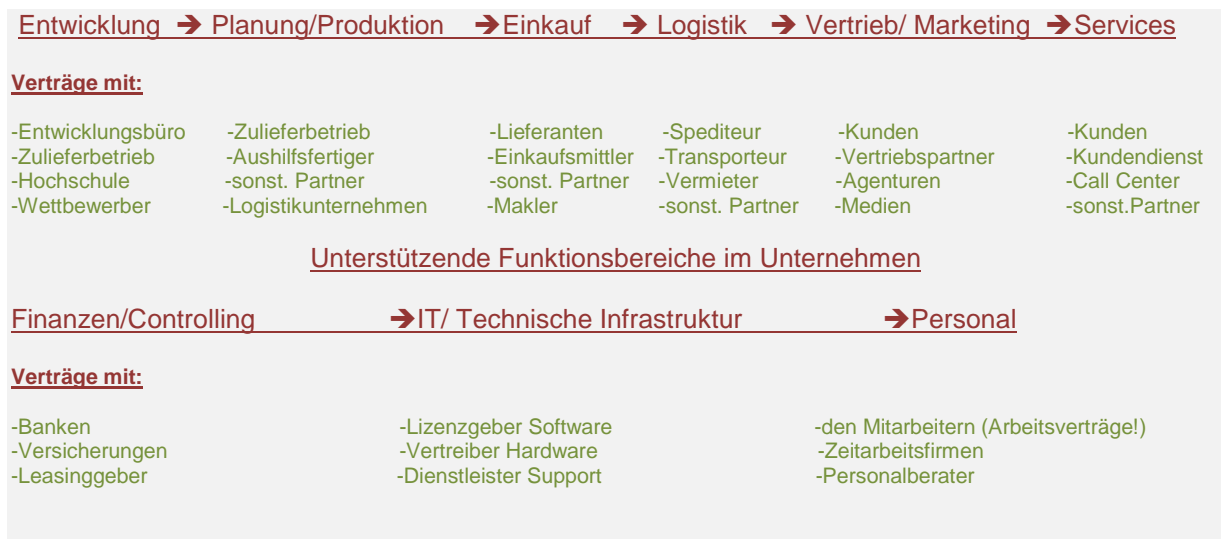 Entwicklung ➔ Planung/Produktion ➔Einkauf ➔ Logistik ➔ Vertrieb/ Marketing ➔Services
Verträge mit:
-Entwicklungsbüro -Zulieferbetrieb -Lieferanten -Spediteur -Kunden -Kunden
-Zulieferbetrieb -Aushilfsfertiger -Einkaufsmittler -Transporteur -Vertriebspartner -Kundendienst
-Hochschule -sonst. Partner -sonst. Partner -Vermieter -Agenturen -Call Center
-Wettbewerber -Logistikunternehmen -Makler -sonst. Partner -Medien -sonst.Partner
Unterstützende Funktionsbereiche im Unternehmen
Finanzen/Controlling ➔IT/ Technische Infrastruktur ➔Personal
Verträge mit:
-Banken -Lizenzgeber Software -den Mitarbeitern (Arbeitsverträge!)
-Versicherungen -Vertreiber Hardware -Zeitarbeitsfirmen
-Leasinggeber -Dienstleister Support -Personalberater